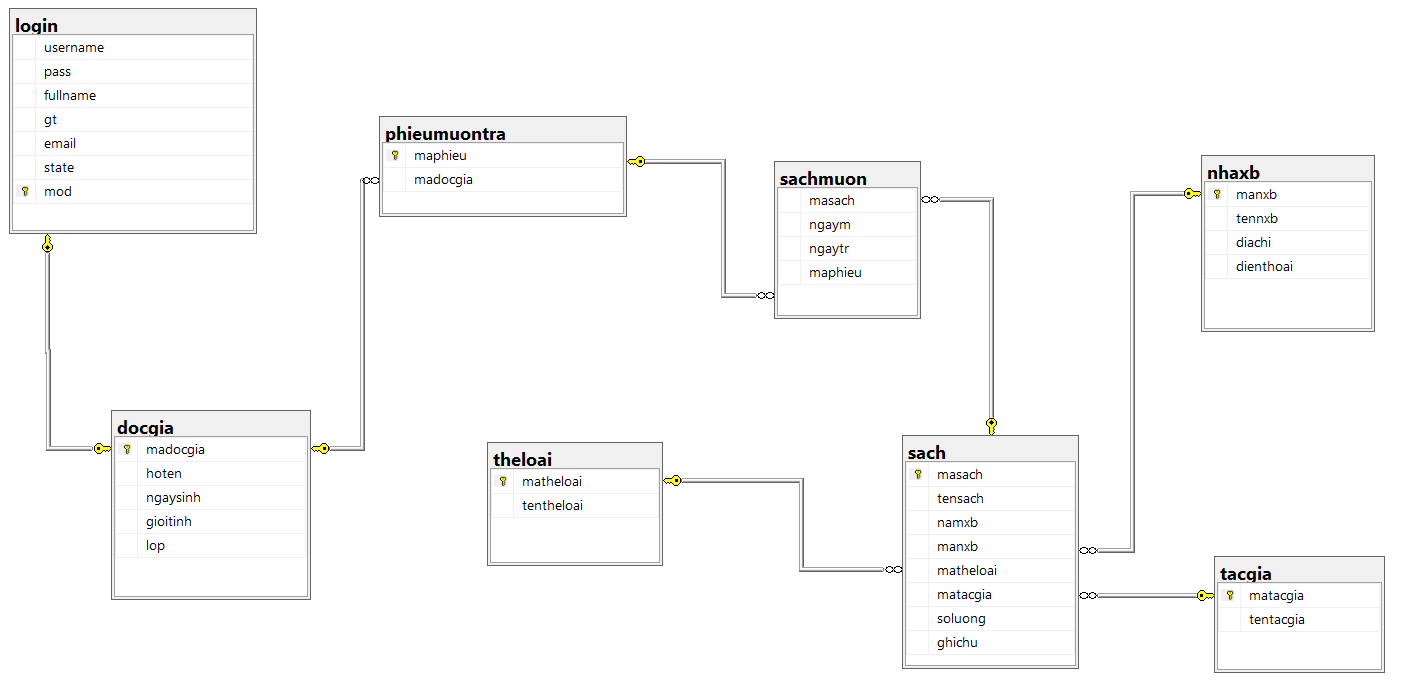 login
username
pass
fullname
gt
email
state
mod
phieumuontra
maphieu
madocgia
sachmuon
masach
ngaym
ngaytr
maphieu
nhaxb
manxb
tennxb
diachi
dienthoai
docgia
madocgia
hoten
ngaysinh
gioitinh
lop
theloai
matheloai
tentheloai
sach
masach
tensach
namxb
manxb
matheloai
matacgia
soluong
ghichu
tacgia
matacgia
tentacgia